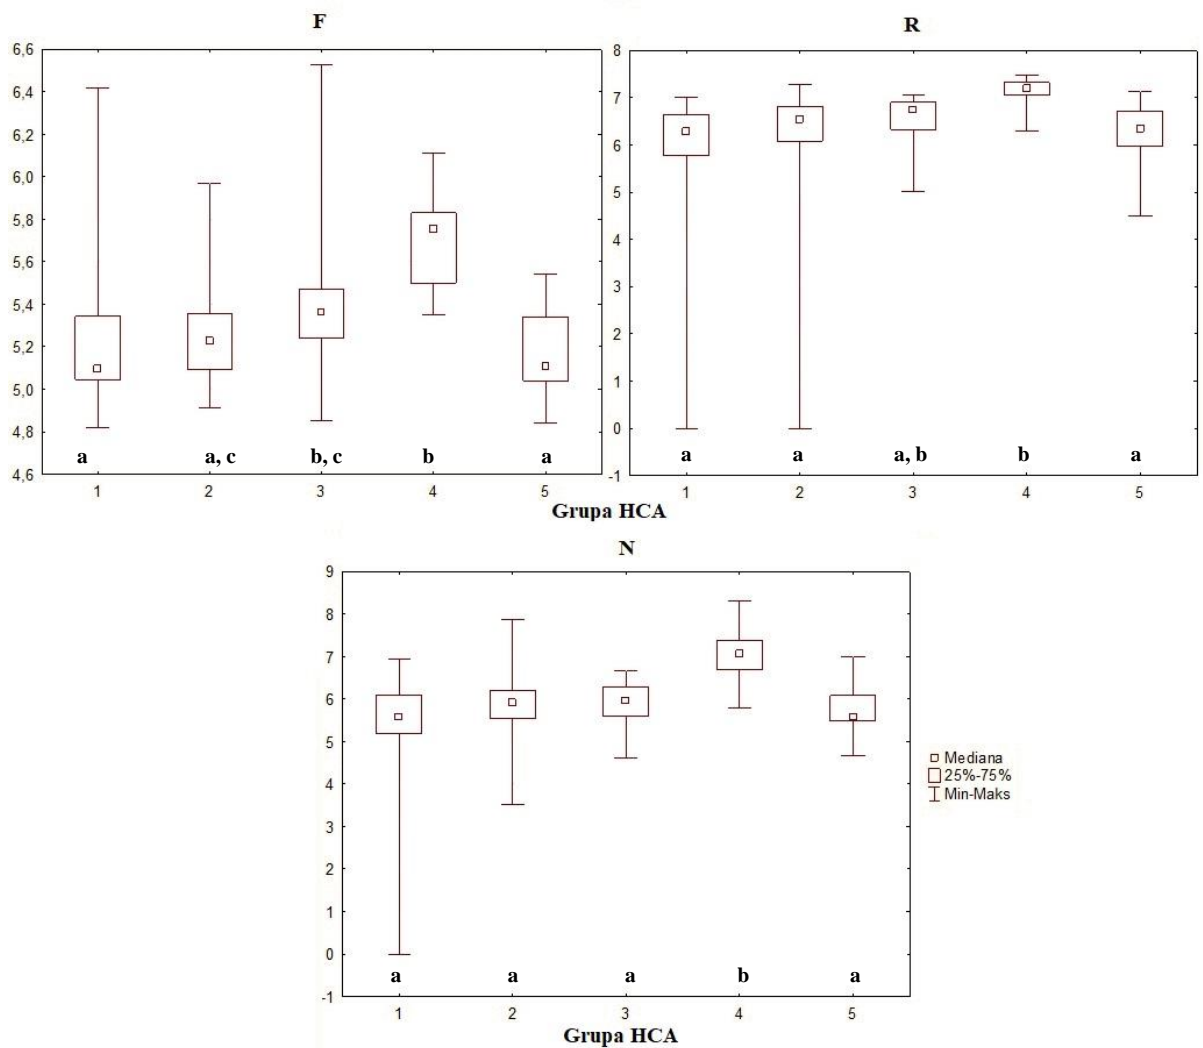 F
6,6
6,4
6,2
6,0
5,8
5,6
5,4
5,2
5,0
4,8
4,6
a a, c b, c b a
1 2 3 4 5
R
8
7
6
5
4
3
2
1
0
-1
a a a, b b a
1 2 3 4 5
Grupa HCA
N
9
8
7
6
5
4
3
2
1
0
-1
a a a b a
1 2 3 4 5
Grupa HCA
Mediana
25%-75%
Min-Maks